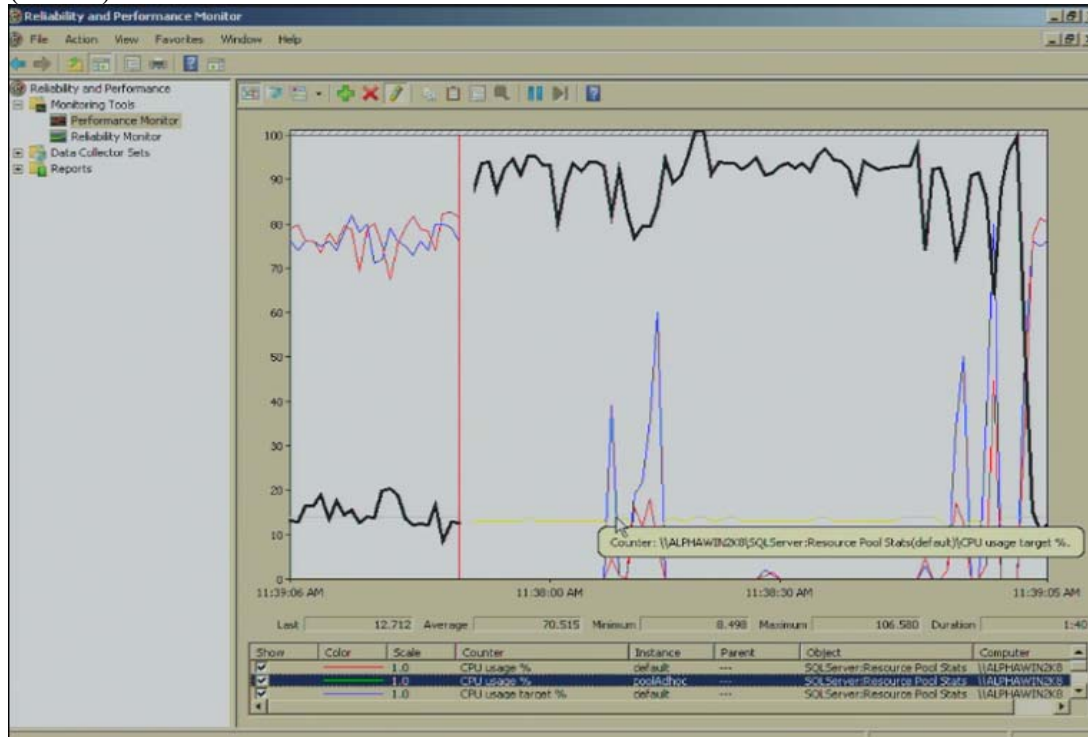 Reliability and Performance Monitor
File Action View Favorites Window Help
Reliability and Performance
Monitoring Tools
Performance Monitor
Reliability Monitor
Data Collector Sets
Reports
100
90
80
70
60
50
40
30
20
10
0
Counter: \\ALPHAWIN2K8\SQLServer:Resource Pool Stats(default)\CPU usage target %.
11:39:06 AM 11:38:00 AM 11:38:30 AM 11:39:05 AM
Last 12.712 Average 70.515 Minimum 8.498 Maximum 106.580 Duration 1:40
Show Color Scale Counter Instance Parent Object Computer
1.0 CPU usage % default --- SQLServer:Resource Pool Stats \\ALPHAWIN2K8
1.0 CPU usage % poolAdhoc --- SQLServer:Resource Pool Stats \\ALPHAWIN2K8
1.0 CPU usage target % default --- SQLServer:Resource Pool Stats \\ALPHAWIN2K8